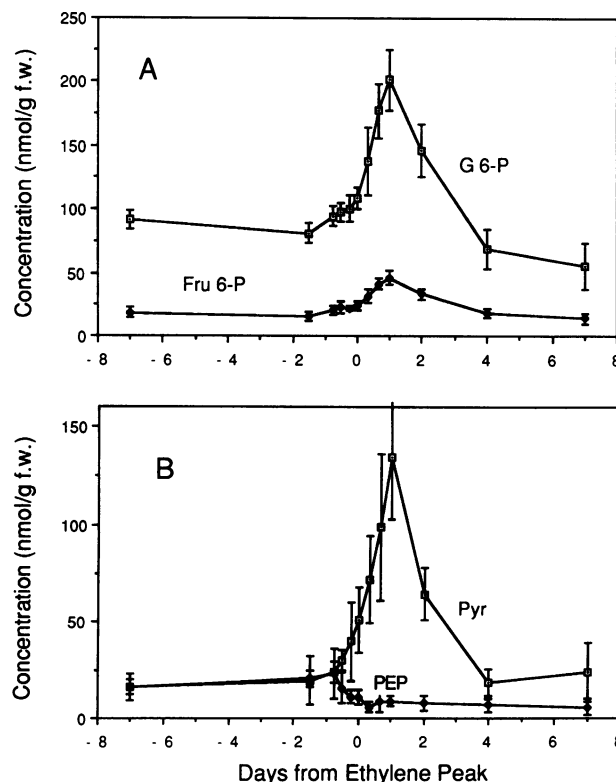 250
A
200
150
G 6-P
100
Fru 6-P
50
0
Concentration (nmol/g f.w.)
- 8 - 6 - 4 - 2 0 2 4 6 8
B
150
100
Pyr
50
PEP
0
Concentration (nmol/g f.w.)
- 8 - 6 - 4 - 2 0 2 4 6 8
Days from Ethylene Peak